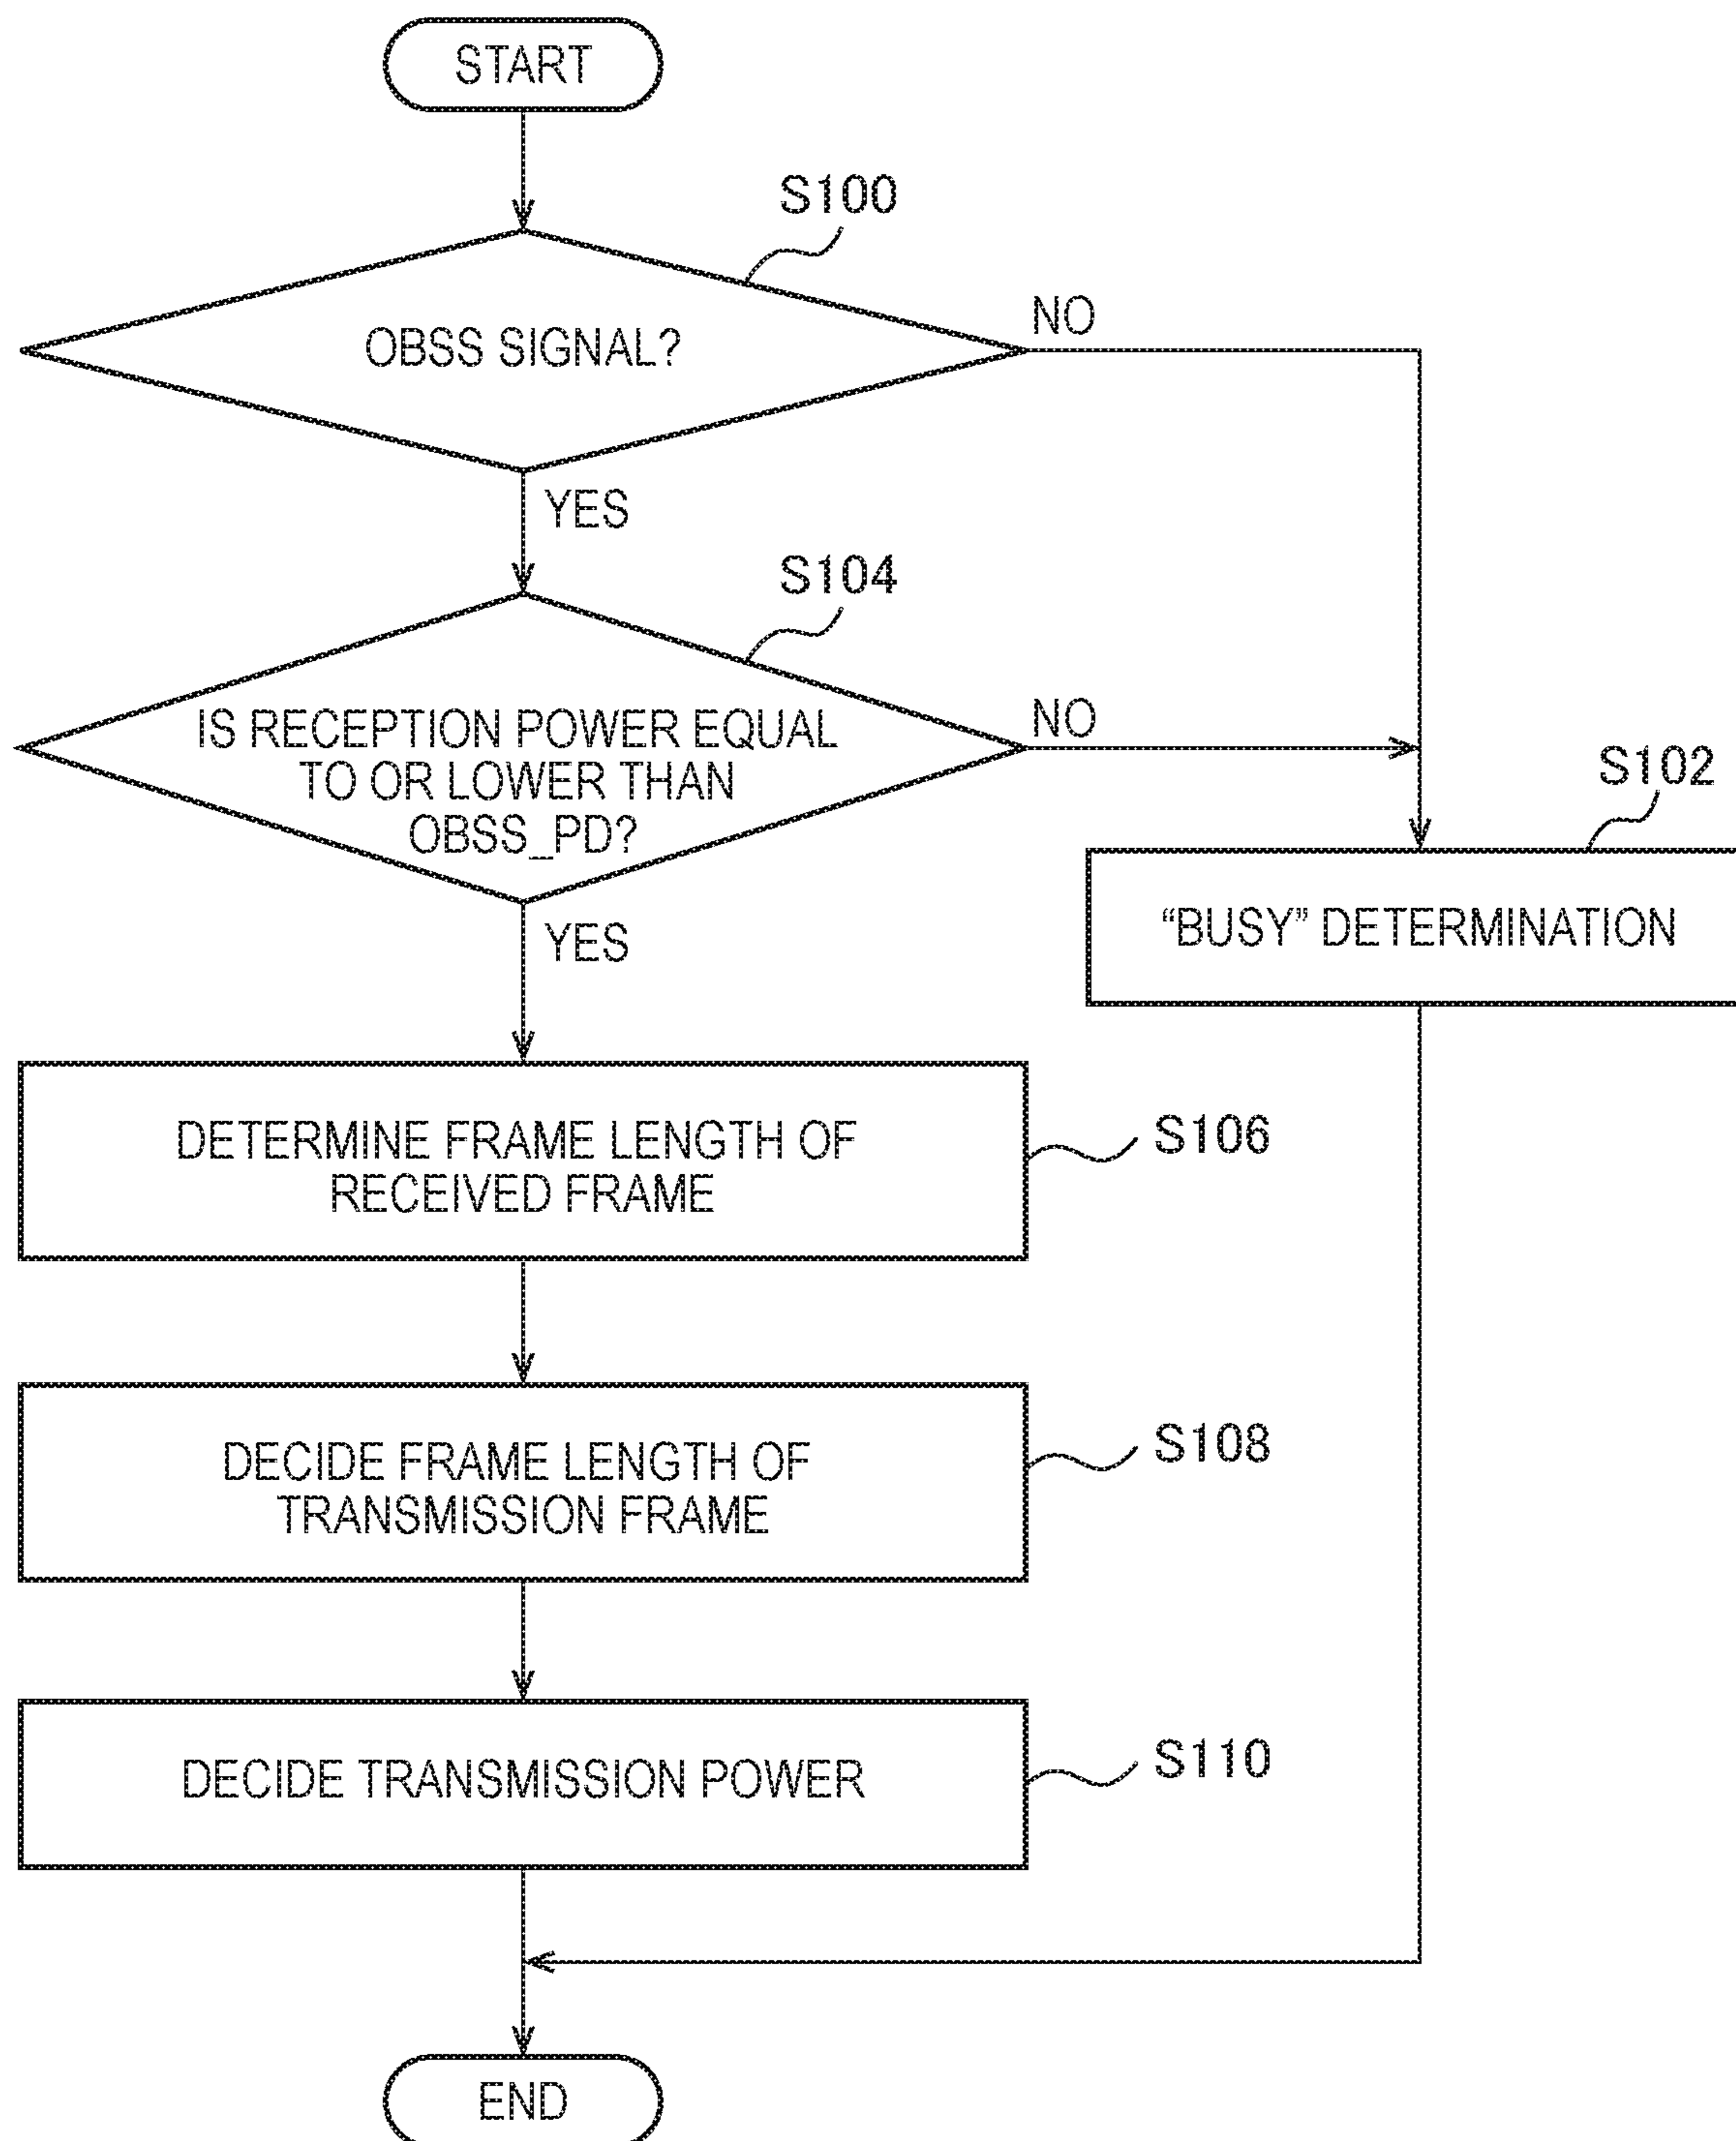 START
S100
OBSS SIGNAL?
NO
YES
S104
IS RECEPTION POWER EQUAL
TO OR LOWER THAN
OBSS_PD?
NO
S102
"BUSY" DETERMINATION
YES
DETERMINE FRAME LENGTH OF
RECEIVED FRAME
S106
DECIDE FRAME LENGTH OF
TRANSMISSION FRAME
S108
DECIDE TRANSMISSION POWER
S110
END